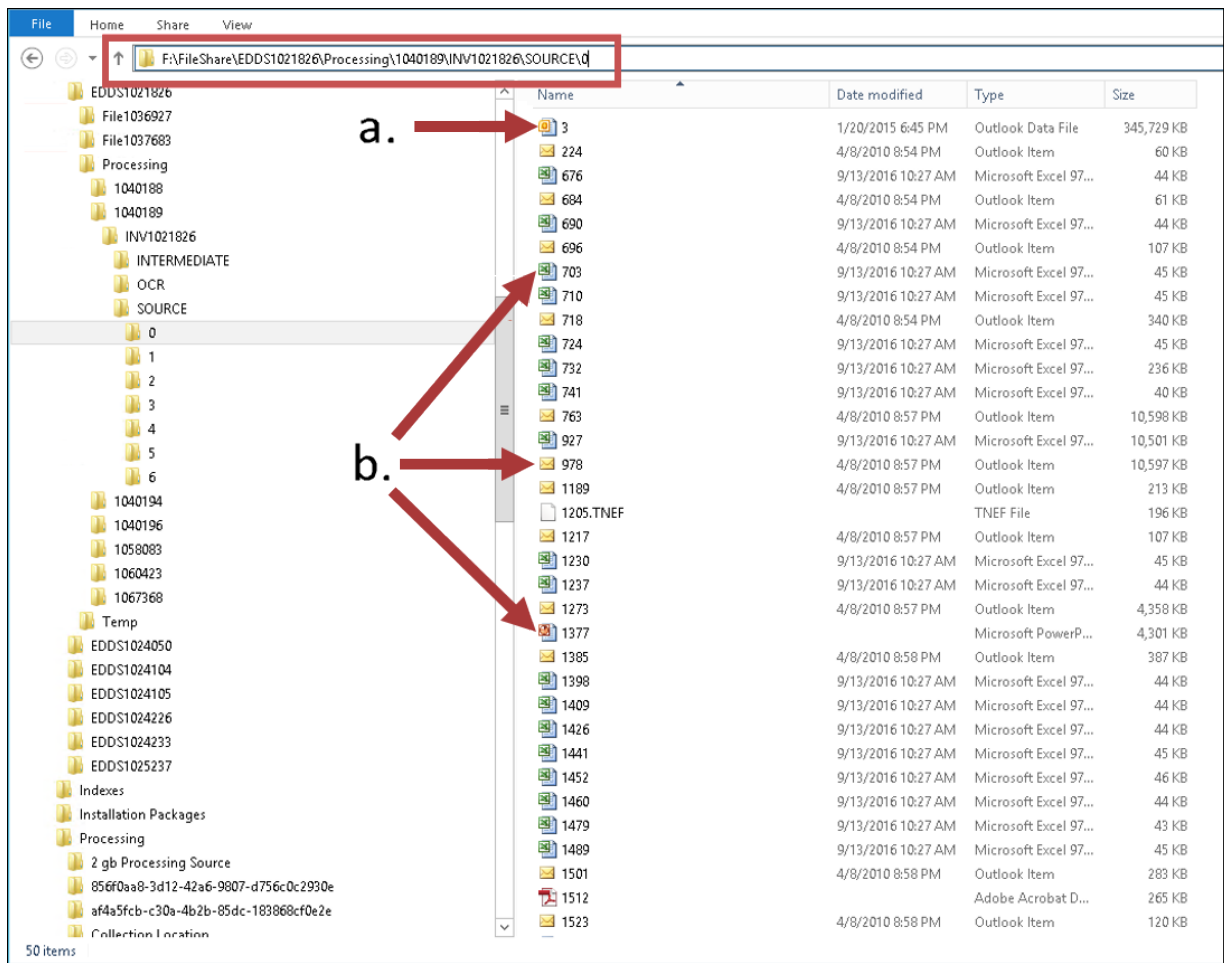 File Home Share View
F:\FileShare\EDDS1021826\Processing\1040189\INV1021826\SOURCE\0
EDDS1021826
File1036927
File1037683
Processing
1040188
1040189
INV1021826
INTERMEDIATE
OCR
SOURCE
0
1
2
3
4
5
6
1040194
1040196
1058083
1060423
1067368
Temp
EDDS1024050
EDDS1024104
EDDS1024105
EDDS1024226
EDDS1024233
EDDS1025237
Indexes
Installation Packages
Processing
2 gb Processing Source
856f0aa8-3d12-42a6-9807-d756c0c2930e
af4a5fcb-c30a-4b2b-85dc-183868cf0e2e
Collection Location
50 items
a.
b.
Name Date modified Type Size
3 1/20/2015 6:45 PM Outlook Data File 345,729 KB
224 4/8/2010 8:54 PM Outlook Item 60 KB
676 9/13/2016 10:27 AM Microsoft Excel 97... 44 KB
684 4/8/2010 8:54 PM Outlook Item 61 KB
690 9/13/2016 10:27 AM Microsoft Excel 97... 44 KB
696 4/8/2010 8:54 PM Outlook Item 107 KB
703 9/13/2016 10:27 AM Microsoft Excel 97... 45 KB
710 9/13/2016 10:27 AM Microsoft Excel 97... 45 KB
718 4/8/2010 8:54 PM Outlook Item 340 KB
724 9/13/2016 10:27 AM Microsoft Excel 97... 45 KB
732 9/13/2016 10:27 AM Microsoft Excel 97... 236 KB
741 9/13/2016 10:27 AM Microsoft Excel 97... 40 KB
763 4/8/2010 8:57 PM Outlook Item 10,598 KB
927 9/13/2016 10:27 AM Microsoft Excel 97... 10,501 KB
978 4/8/2010 8:57 PM Outlook Item 10,597 KB
1189 4/8/2010 8:57 PM Outlook Item 213 KB
1205.TNEF TNEF File 196 KB
1217 4/8/2010 8:57 PM Outlook Item 107 KB
1230 9/13/2016 10:27 AM Microsoft Excel 97... 45 KB
1237 9/13/2016 10:27 AM Microsoft Excel 97... 44 KB
1273 4/8/2010 8:57 PM Outlook Item 4,358 KB
1377 Microsoft PowerP... 4,301 KB
1385 4/8/2010 8:58 PM Outlook Item 387 KB
1398 9/13/2016 10:27 AM Microsoft Excel 97... 44 KB
1409 9/13/2016 10:27 AM Microsoft Excel 97... 44 KB
1426 9/13/2016 10:27 AM Microsoft Excel 97... 44 KB
1441 9/13/2016 10:27 AM Microsoft Excel 97... 45 KB
1452 9/13/2016 10:27 AM Microsoft Excel 97... 46 KB
1460 9/13/2016 10:27 AM Microsoft Excel 97... 44 KB
1479 9/13/2016 10:27 AM Microsoft Excel 97... 43 KB
1489 9/13/2016 10:27 AM Microsoft Excel 97... 45 KB
1501 4/8/2010 8:58 PM Outlook Item 283 KB
1512 Adobe Acrobat D... 265 KB
1523 4/8/2010 8:58 PM Outlook Item 120 KB